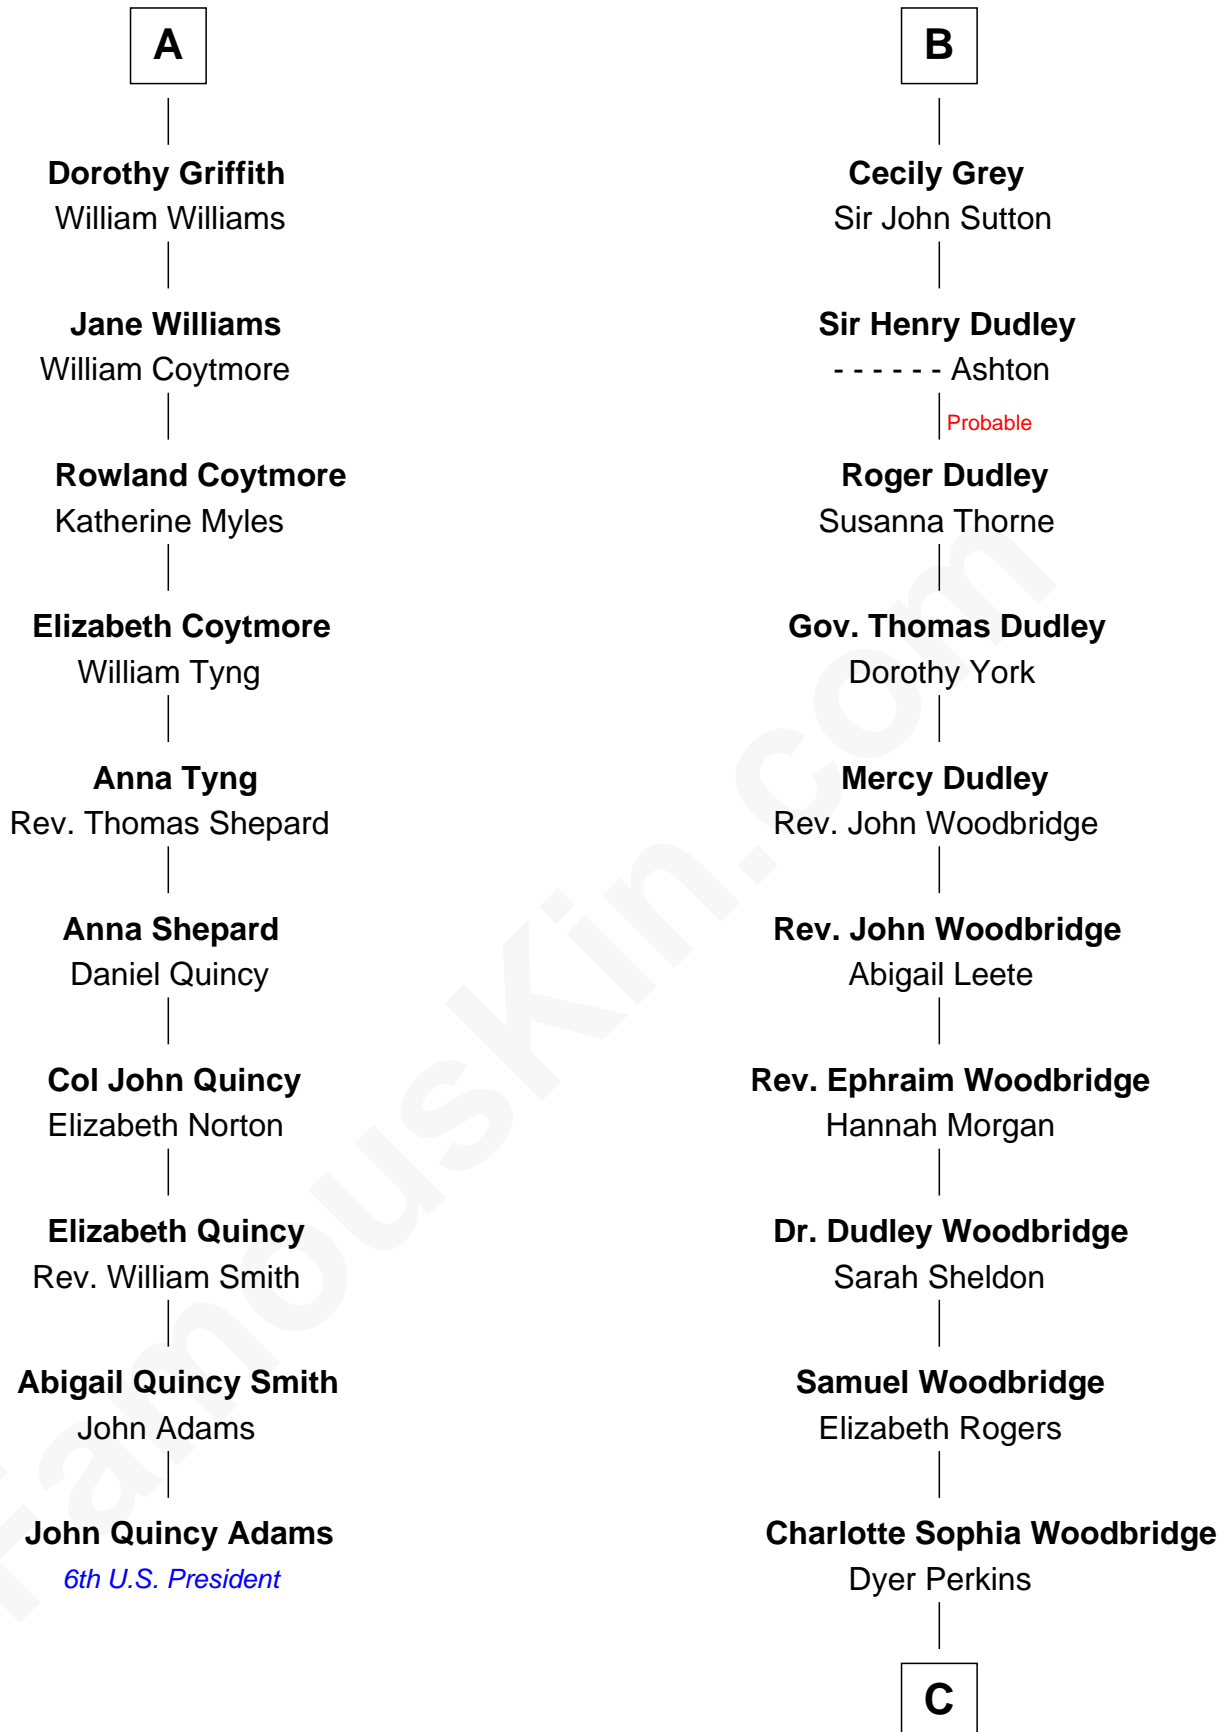 A
Dorothy Griffith
William Williams
Jane Williams
William Coytmore
Rowland Coytmore
Katherine Myles
Elizabeth Coytmore
William Tyng
Anna Tyng
Rev. Thomas Shepard
Anna Shepard
Daniel Quincy
Col John Quincy
Elizabeth Norton
Elizabeth Quincy
Rev. William Smith
Abigail Quincy Smith
John Adams
John Quincy Adams
6th U.S. President
B
Cecily Grey
Sir John Sutton
Sir Henry Dudley
- - - - - - Ashton
Probable
Roger Dudley
Susanna Thorne
Gov. Thomas Dudley
Dorothy York
Mercy Dudley
Rev. John Woodbridge
Rev. John Woodbridge
Abigail Leete
Rev. Ephraim Woodbridge
Hannah Morgan
Dr. Dudley Woodbridge
Sarah Sheldon
Samuel Woodbridge
Elizabeth Rogers
Charlotte Sophia Woodbridge
Dyer Perkins
C
FamousKin.com